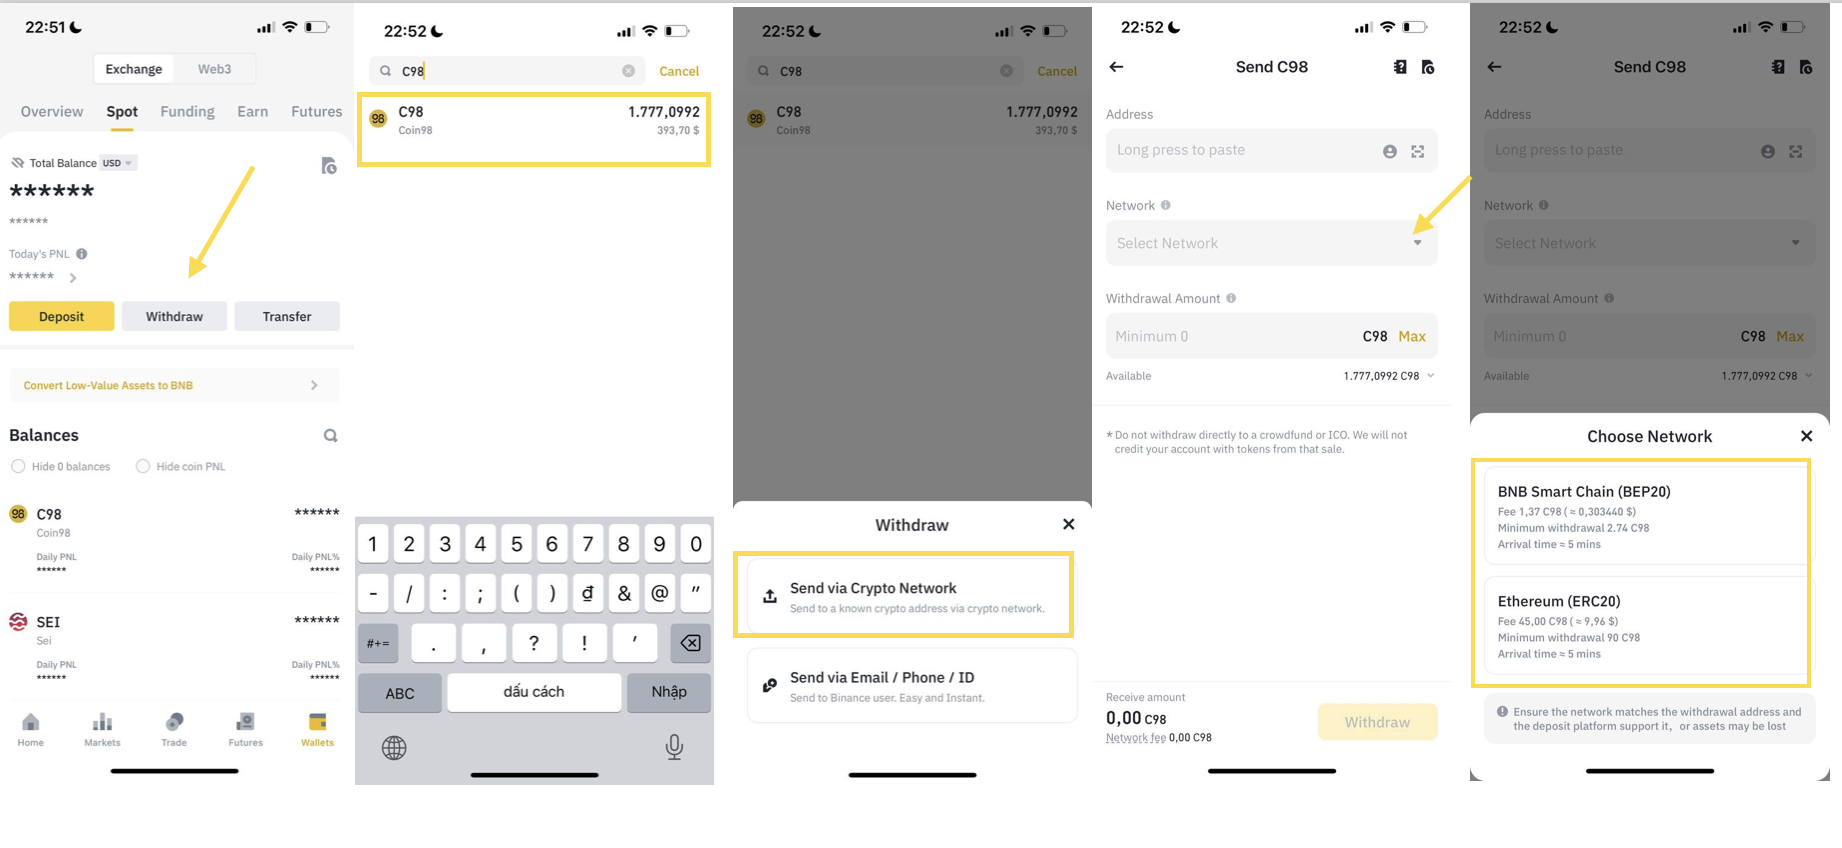 22:51
Exchange
Web3
Overview Spot Funding Earn Futures
Total Balance USD
******
******
Today's PNL
******
Deposit
Withdraw
Transfer
Convert Low-Value Assets to BNB
Balances
Hide 0 balances
Hide coin PNL
98 C98 ******
Coin98
Daily PNL Daily PNL%
****** ******
SEI ******
Sei
Daily PNL Daily PNL%
****** ******
Home Markets Trade Futures Wallets
22:52
C98
Cancel
98 C98 1.777,0992
Coin98 393,70 $
1 2 3 4 5 6 7 8 9 0
- / : ; ( ) ₫ & @ "
#+= . , ? ! ʼ
ABC dấu cách Nhập
22:52
C98
Cancel
98 C98 1.777,0992
Coin98 393,70 $
Withdraw
Send via Crypto Network
Send to a known crypto address via crypto network.
Send via Email / Phone / ID
Send to Binance user. Easy and Instant.
22:52
Send C98
Address
Long press to paste
Network
Select Network
Withdrawal Amount
Minimum 0 C98 Max
Available 1.777,0992 C98
* Do not withdraw directly to a crowdfund or ICO. We will not
credit your account with tokens from that sale.
Receive amount
0,00 C98
Network fee 0,00 C98
Withdraw
22:52
Send C98
Address
Long press to paste
Network
Select Network
Withdrawal Amount
Minimum 0 C98 Max
Available 1.777,0992 C98
Choose Network
BNB Smart Chain (BEP20)
Fee 1,37 C98 ( ≈ 0,303440 $)
Minimum withdrawal 2.74 C98
Arrival time ≈ 5 mins
Ethereum (ERC20)
Fee 45,00 C98 ( ≈ 9,96 $)
Minimum withdrawal 90 C98
Arrival time ≈ 5 mins
Ensure the network matches the withdrawal address and
the deposit platform support it, or assets may be lost